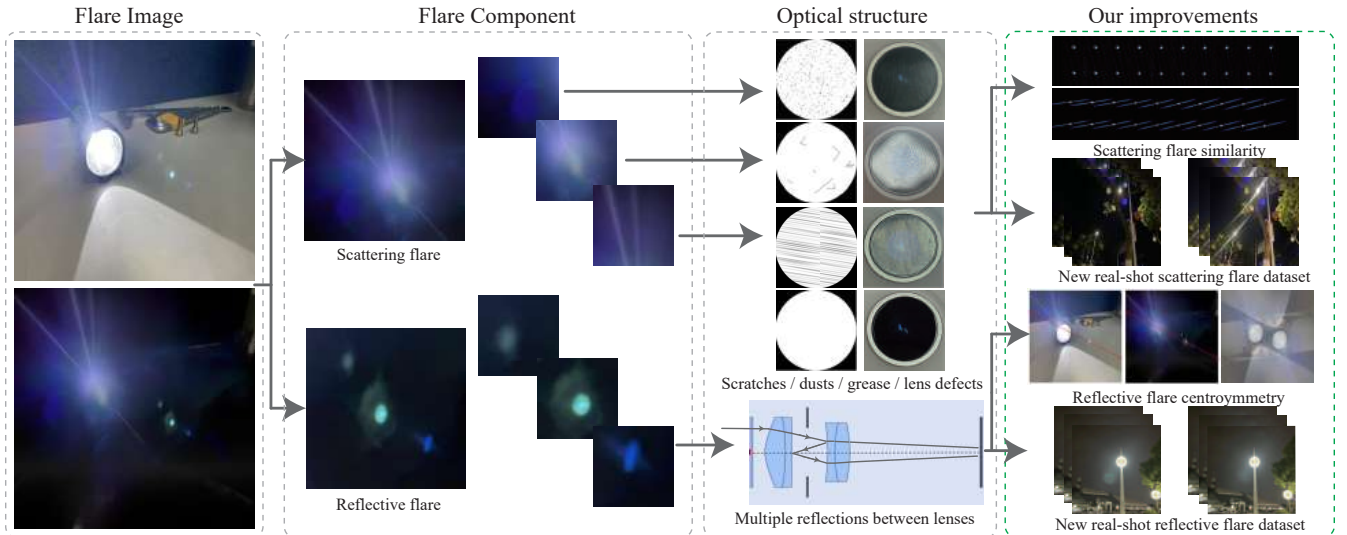 Flare Image
Flare Component
Optical structure
Our improvements
Scattering flare
Reflective flare
Scratches / dusts / grease / lens defects
Multiple reflections between lenses
Scattering flare similarity
New real-shot scattering flare dataset
Reflective flare centroymmetry
New real-shot reflective flare dataset